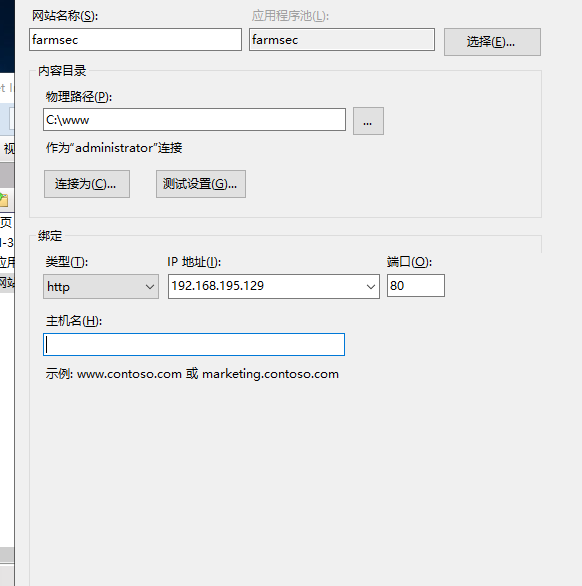 网站名称(S):
应用程序池(L):
farmsec
farmsec
选择(E)...
内容目录
物理路径(P):
C:\www
...
作为“administrator”连接
连接为(C)...
测试设置(G)...
绑定
类型(T):
IP 地址(I):
端口(O):
http
192.168.195.129
80
主机名(H):
示例: www.contoso.com 或 marketing.contoso.com
et I
视
页
应用
网站